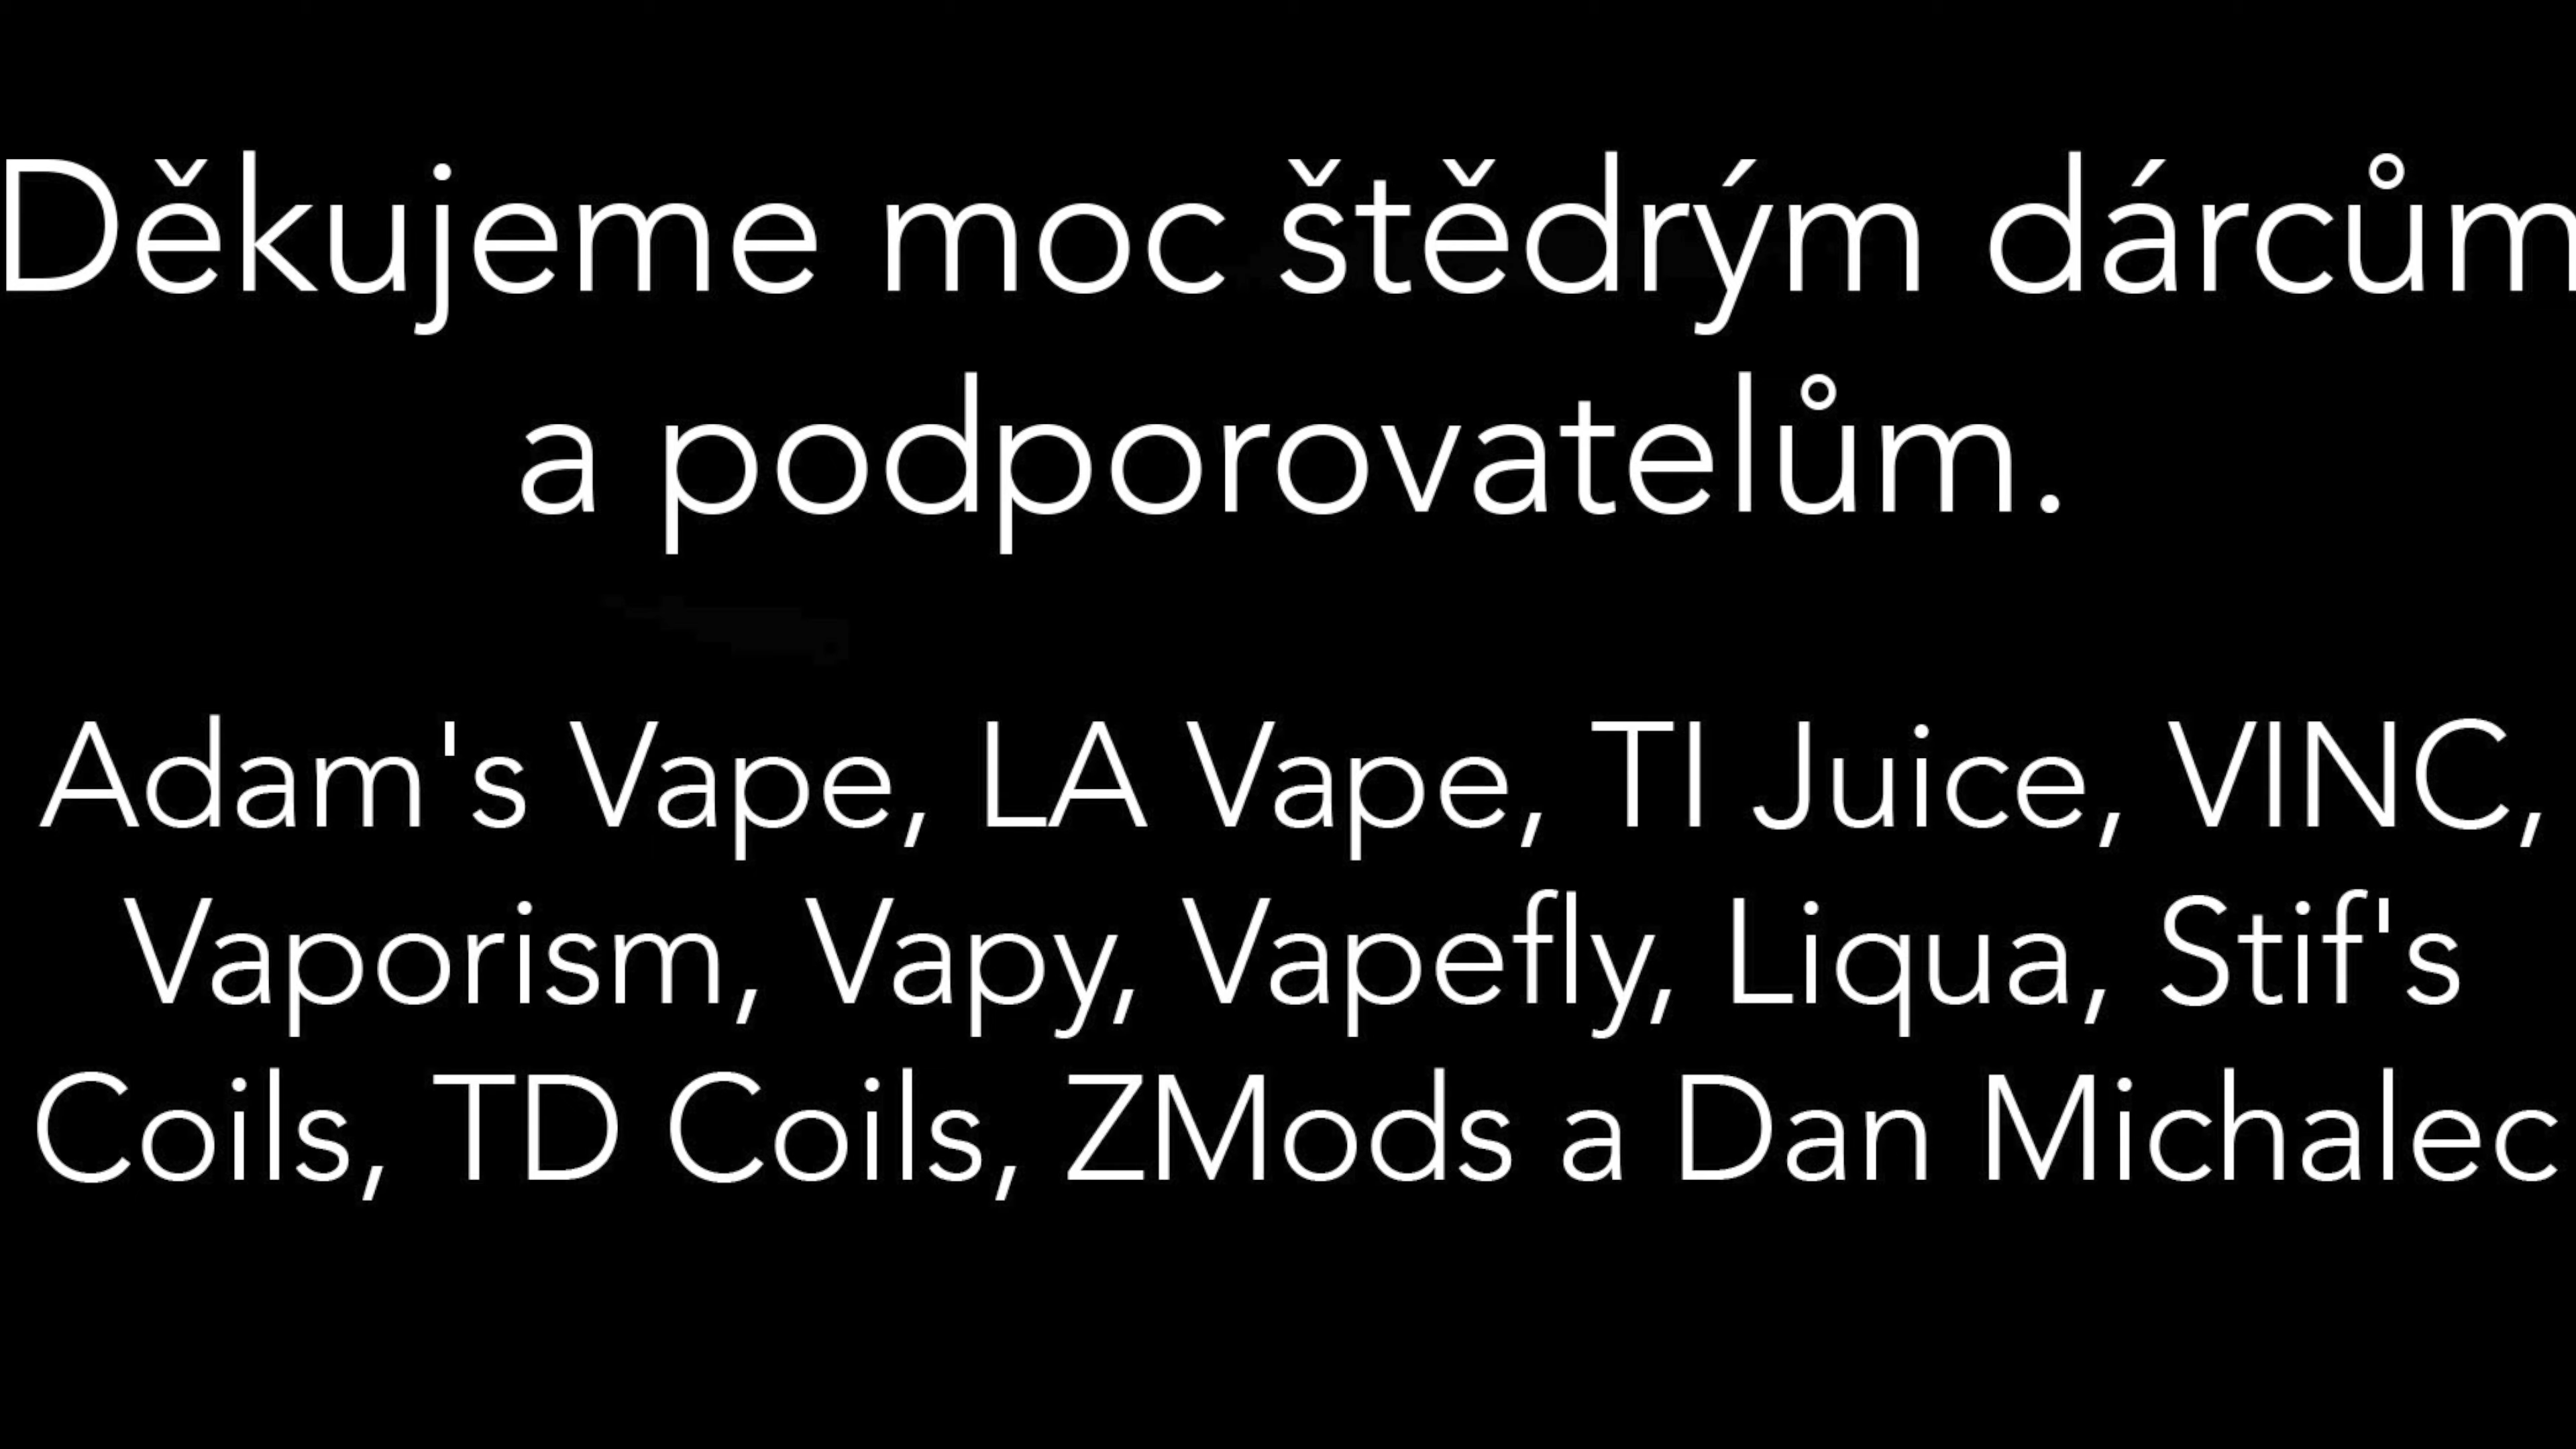 Děkujeme moc štědrým dárcům
a podporovatelům.
Adam's Vape, LA Vape, TI Juice, VINC,
Vaporism, Vapy, Vapefly, Liqua, Stif's
Coils, TD Coils, ZMods a Dan Michalec